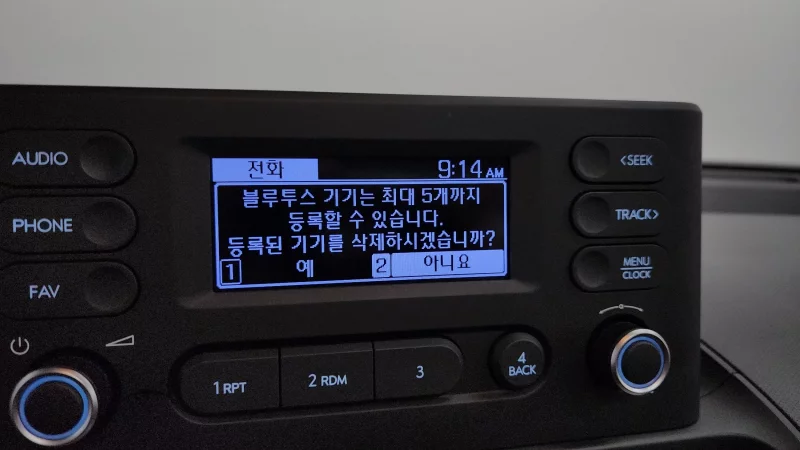 AUDIO
PHONE
FAV
전화 9:14 AM
블루투스 기기는 최대 5개까지
등록할 수 있습니다.
등록된 기기를 삭제하시겠습니까?
1 예 2 아니요
<SEEK
TRACK>
MENU
CLOCK
1 RPT
2 RDM
3
4
BACK